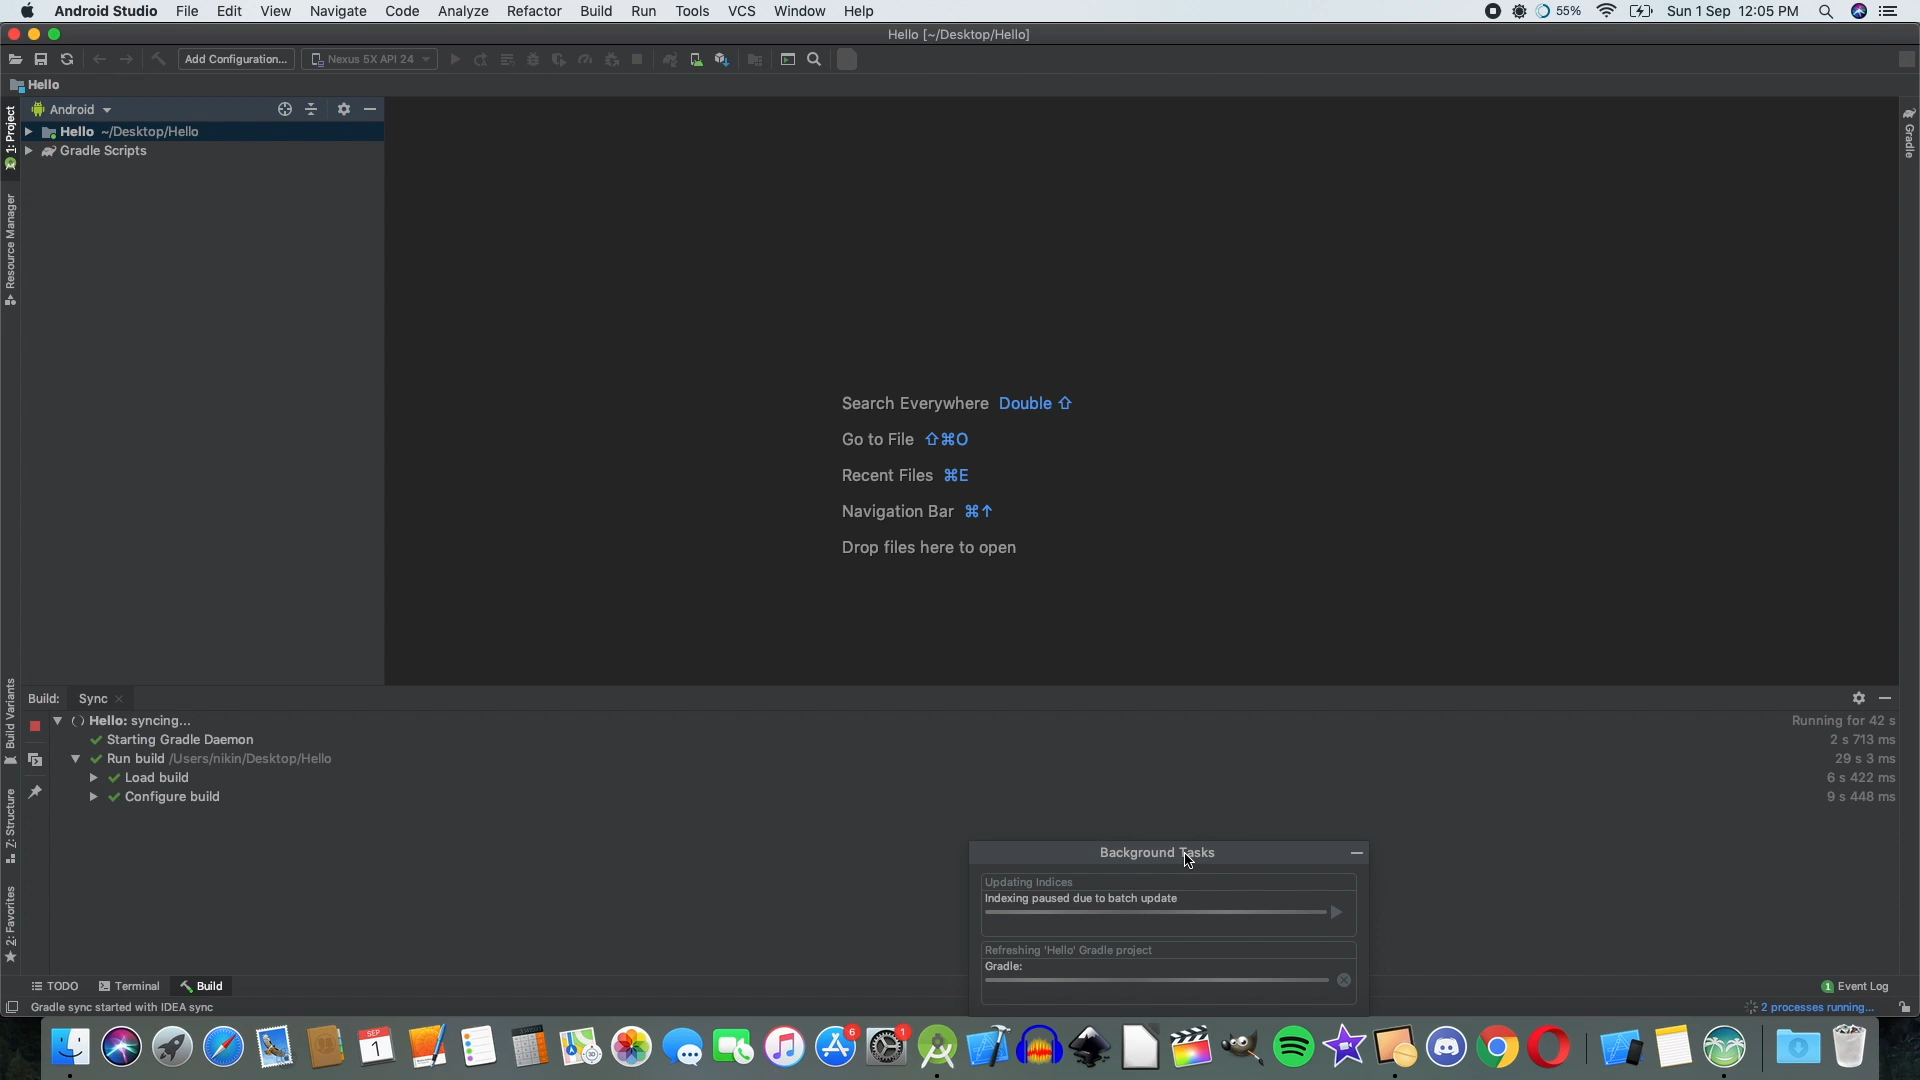 Android Studio File Edit View Navigate Code Analyze Refactor Build Run Tools VCS Window Help 55% Sun 1 Sep 12:05 PM
Hello [~/Desktop/Hello]
Add Configuration... Nexus 5X API 24
Hello
Android
Hello ~/Desktop/Hello
Gradle Scripts
1: Project
Resource Manager
Build Variants
Z: Structure
2: Favorites
Gradle
Search Everywhere Double ⇧
Go to File ⇧⌘O
Recent Files ⌘E
Navigation Bar ⌘↑
Drop files here to open
Build: Sync
Hello: syncing... Running for 42 s
Starting Gradle Daemon 2 s 713 ms
Run build /Users/nikin/Desktop/Hello 29 s 3 ms
Load build 6 s 422 ms
Configure build 9 s 448 ms
Background Tasks
Updating Indices
Indexing paused due to batch update
Refreshing 'Hello' Gradle project
Gradle:
TODO Terminal Build 1 Event Log
Gradle sync started with IDEA sync 2 processes running...
SEP
1
6
1